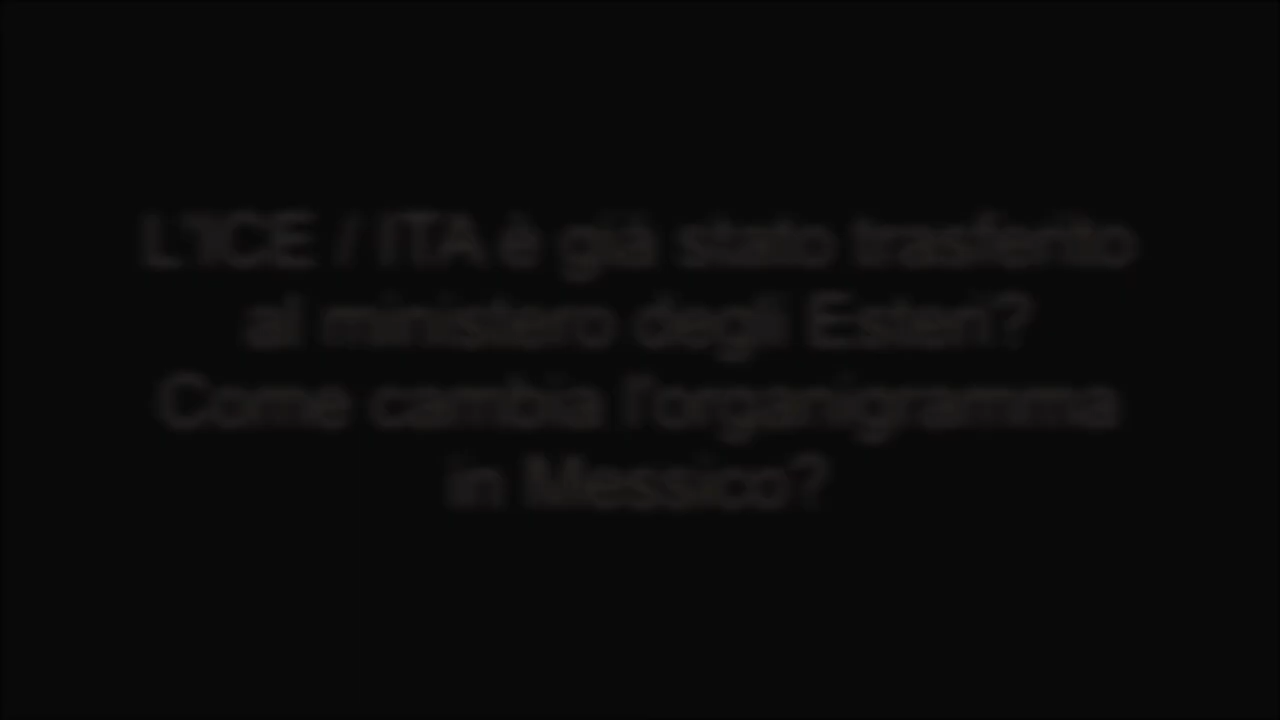 L'ICE / ITA è già stato trasferito
al ministero degli Esteri?
Come cambia l'organigramma
in Messico?